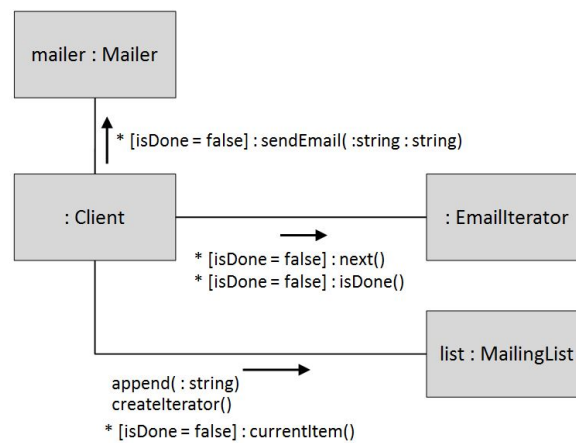 mailer : Mailer
* [isDone = false] : sendEmail( :string : string)
: Client
: EmailIterator
* [isDone = false] : next()
* [isDone = false] : isDone()
list : MailingList
append( : string)
createIterator()
* [isDone = false] : currentItem()